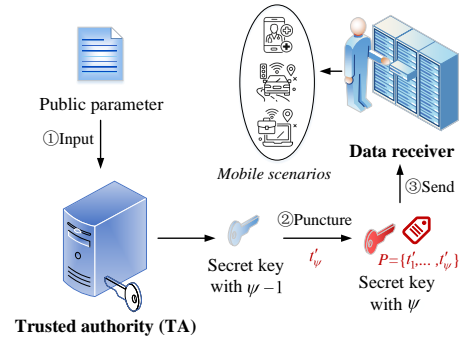 Public parameter
①Input
Mobile scenarios
Data receiver
③Send
②Puncture
t′ψ
P={t′1,... ,t′ψ}
Secret key
with ψ−1
Secret key
with ψ
Trusted authority (TA)